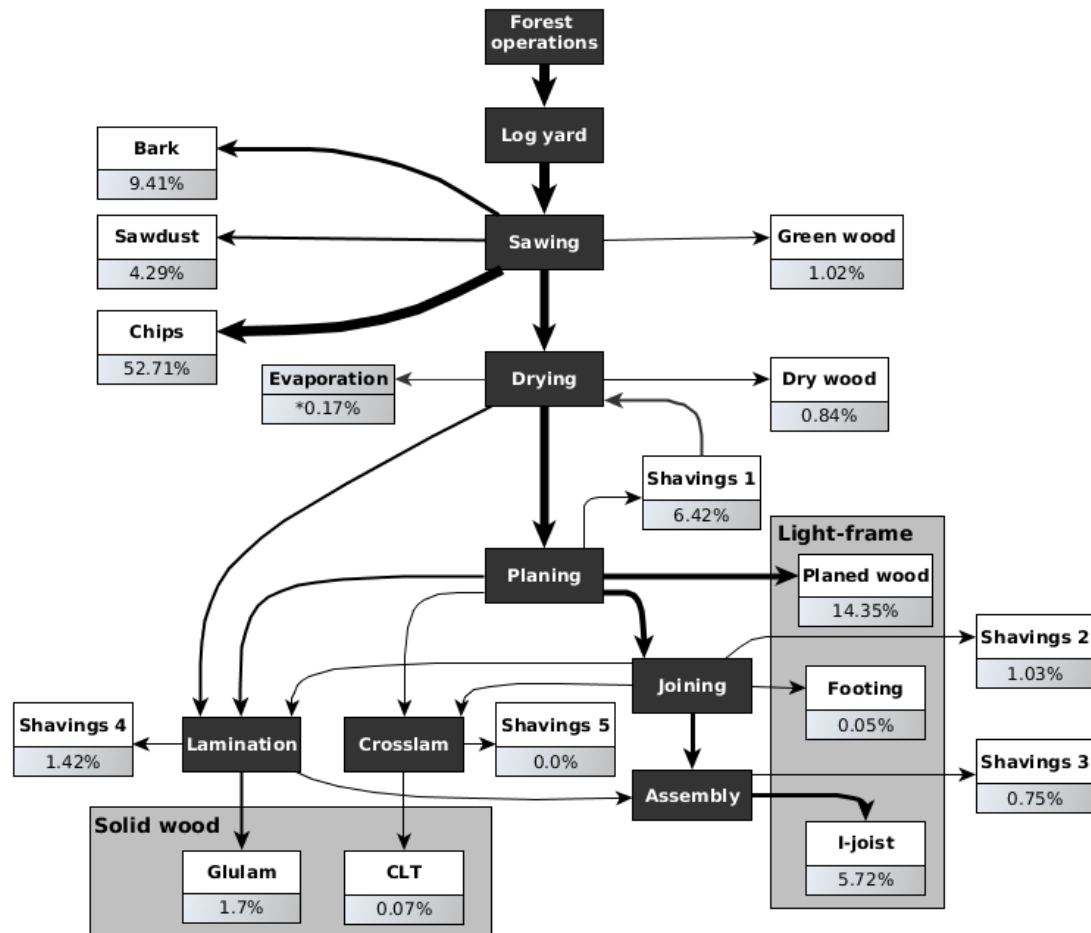 Forest
operations
Log yard
Bark
9.41%
Sawdust
4.29%
Sawing
Green wood
1.02%
Chips
52.71%
Evaporation
*0.17%
Drying
Dry wood
0.84%
Shavings 1
6.42%
Light-frame
Planing
Planed wood
14.35%
Shavings 2
1.03%
Joining
Footing
0.05%
Shavings 4
1.42%
Lamination
Crosslam
Shavings 5
0.0%
Shavings 3
0.75%
Assembly
Solid wood
I-joist
5.72%
Glulam
1.7%
CLT
0.07%